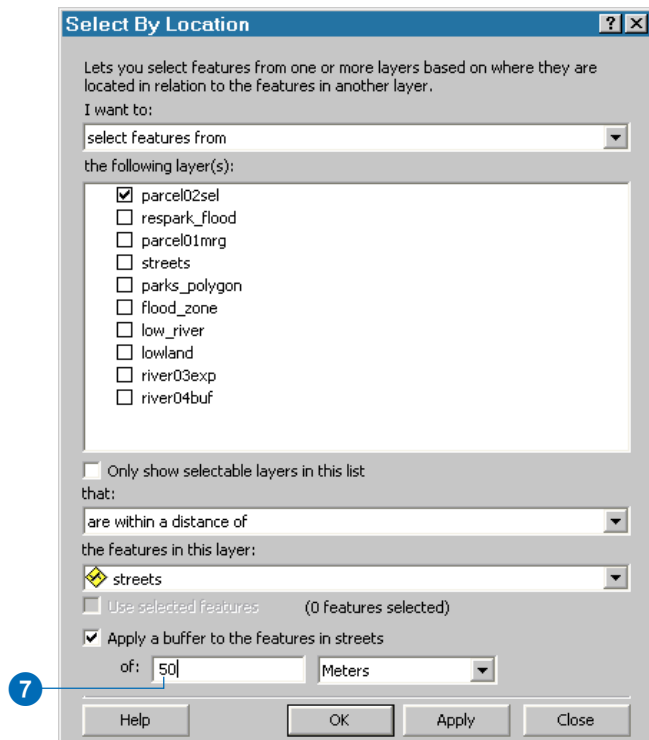 Select By Location
Lets you select features from one or more layers based on where they are
located in relation to the features in another layer.
I want to:
select features from
the following layer(s):
parcel02sel
respark_flood
parcel01mrg
streets
parks_polygon
flood_zone
low_river
lowland
river03exp
river04buf
Only show selectable layers in this list
that:
are within a distance of
the features in this layer:
streets
Use selected features (0 features selected)
Apply a buffer to the features in streets
of: 50 Meters
7
Help OK Apply Close